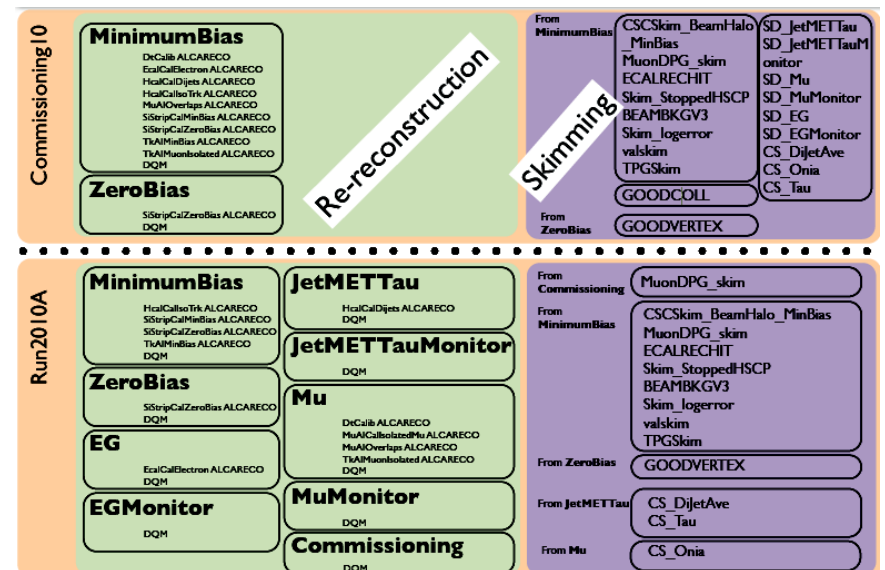 Commissioning10
MinimumBias
DtCalib ALCARECO
EcalCalElectron ALCARECO
HcalCalDijets ALCARECO
HcalCalIsoTrk ALCARECO
MuAlOverlaps ALCARECO
SiStripCalMinBias ALCARECO
SiStripCalZeroBias ALCARECO
TkAlMinBias ALCARECO
TkAlMuonIsolated ALCARECO
DQM
ZeroBias
SiStripCalZeroBias ALCARECO
DQM
Re-reconstruction
Skimming
From
MinimumBias
CSCSkim_BeamHalo
_MinBias
MuonDPG_skim
ECALRECHIT
Skim_StoppedHSCP
BEAMBKGV3
Skim_logerror
valskim
TPGSkim
SD_JetMETTau
SD_JetMETTauM
onitor
SD_Mu
SD_MuMonitor
SD_EG
SD_EGMonitor
CS_DiJetAve
CS_Onia
CS_Tau
GOODCOLL
From
ZeroBias
GOODVERTEX
Run2010A
MinimumBias
HcalCalIsoTrk ALCARECO
SiStripCalMinBias ALCARECO
SiStripCalZeroBias ALCARECO
TkAlMinBias ALCARECO
DQM
ZeroBias
SiStripCalZeroBias ALCARECO
DQM
EG
EcalCalElectron ALCARECO
DQM
EGMonitor
DQM
JetMETTau
HcalCalDijets ALCARECO
DQM
JetMETTauMonitor
DQM
Mu
DtCalib ALCARECO
MuAlCalIsolatedMu ALCARECO
MuAlOverlaps ALCARECO
TkAlMuonIsolated ALCARECO
DQM
MuMonitor
DQM
Commissioning
DQM
From
Commissioning
MuonDPG_skim
From
MinimumBias
CSCSkim_BeamHalo_MinBias
MuonDPG_skim
ECALRECHIT
Skim_StoppedHSCP
BEAMBKGV3
Skim_logerror
valskim
TPGSkim
From ZeroBias
GOODVERTEX
From JetMETTau
CS_DiJetAve
CS_Tau
From Mu
CS_Onia